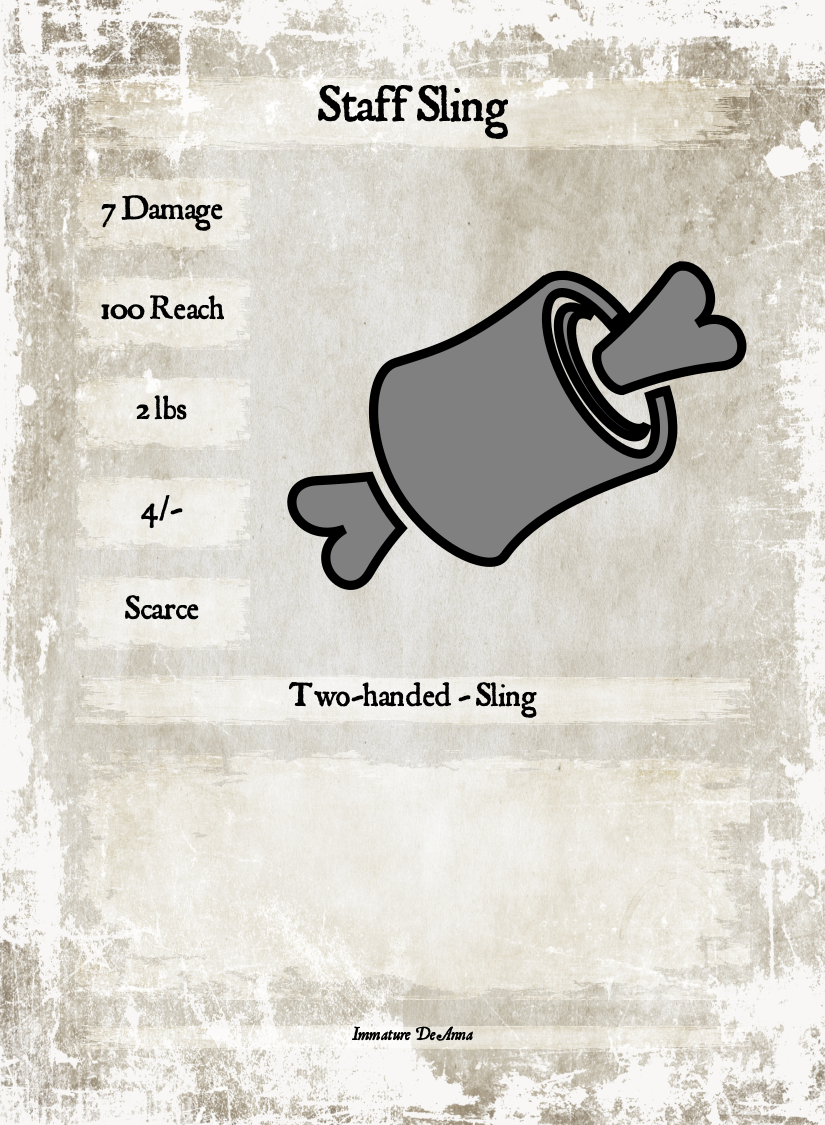 Staff Sling
7 Damage
100 Reach
2 lbs
4/-
Scarce
Two-handed - Sling
Immature DeAnna